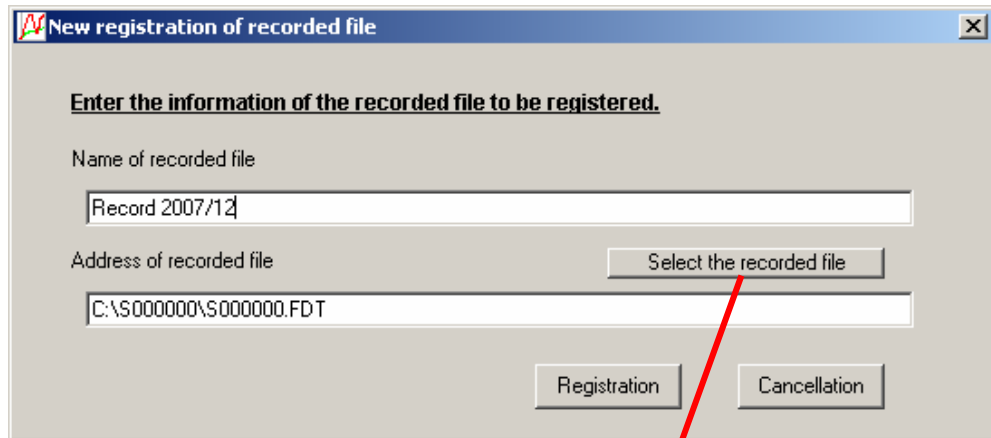 New registration of recorded file
Enter the information of the recorded file to be registered.
Name of recorded file
Record 2007/12
Address of recorded file
Select the recorded file
C:\S000000\S000000.FDT
Registration
Cancellation